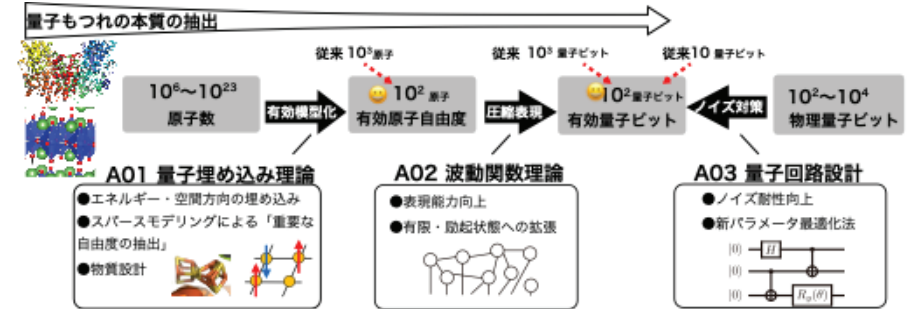 量子もつれの本質の抽出
従来 10³原子
従来 10³ 量子ビット
従来10 量子ビット
10⁶〜10²³
原子数
有効模型化
10² 原子
有効原子自由度
圧縮表現
10²量子ビット
有効量子ビット
ノイズ対策
10²〜10⁴
物理量子ビット
A01 量子埋め込み理論
●エネルギー・空間方向の埋め込み
●スパースモデリングによる「重要な
自由度の抽出」
●物質設計
A02 波動関数理論
●表現能力向上
●有限・励起状態への拡張
A03 量子回路設計
●ノイズ耐性向上
●新パラメータ最適化法
|0⟩ H
|0⟩
|0⟩ Rᵧ(θ)